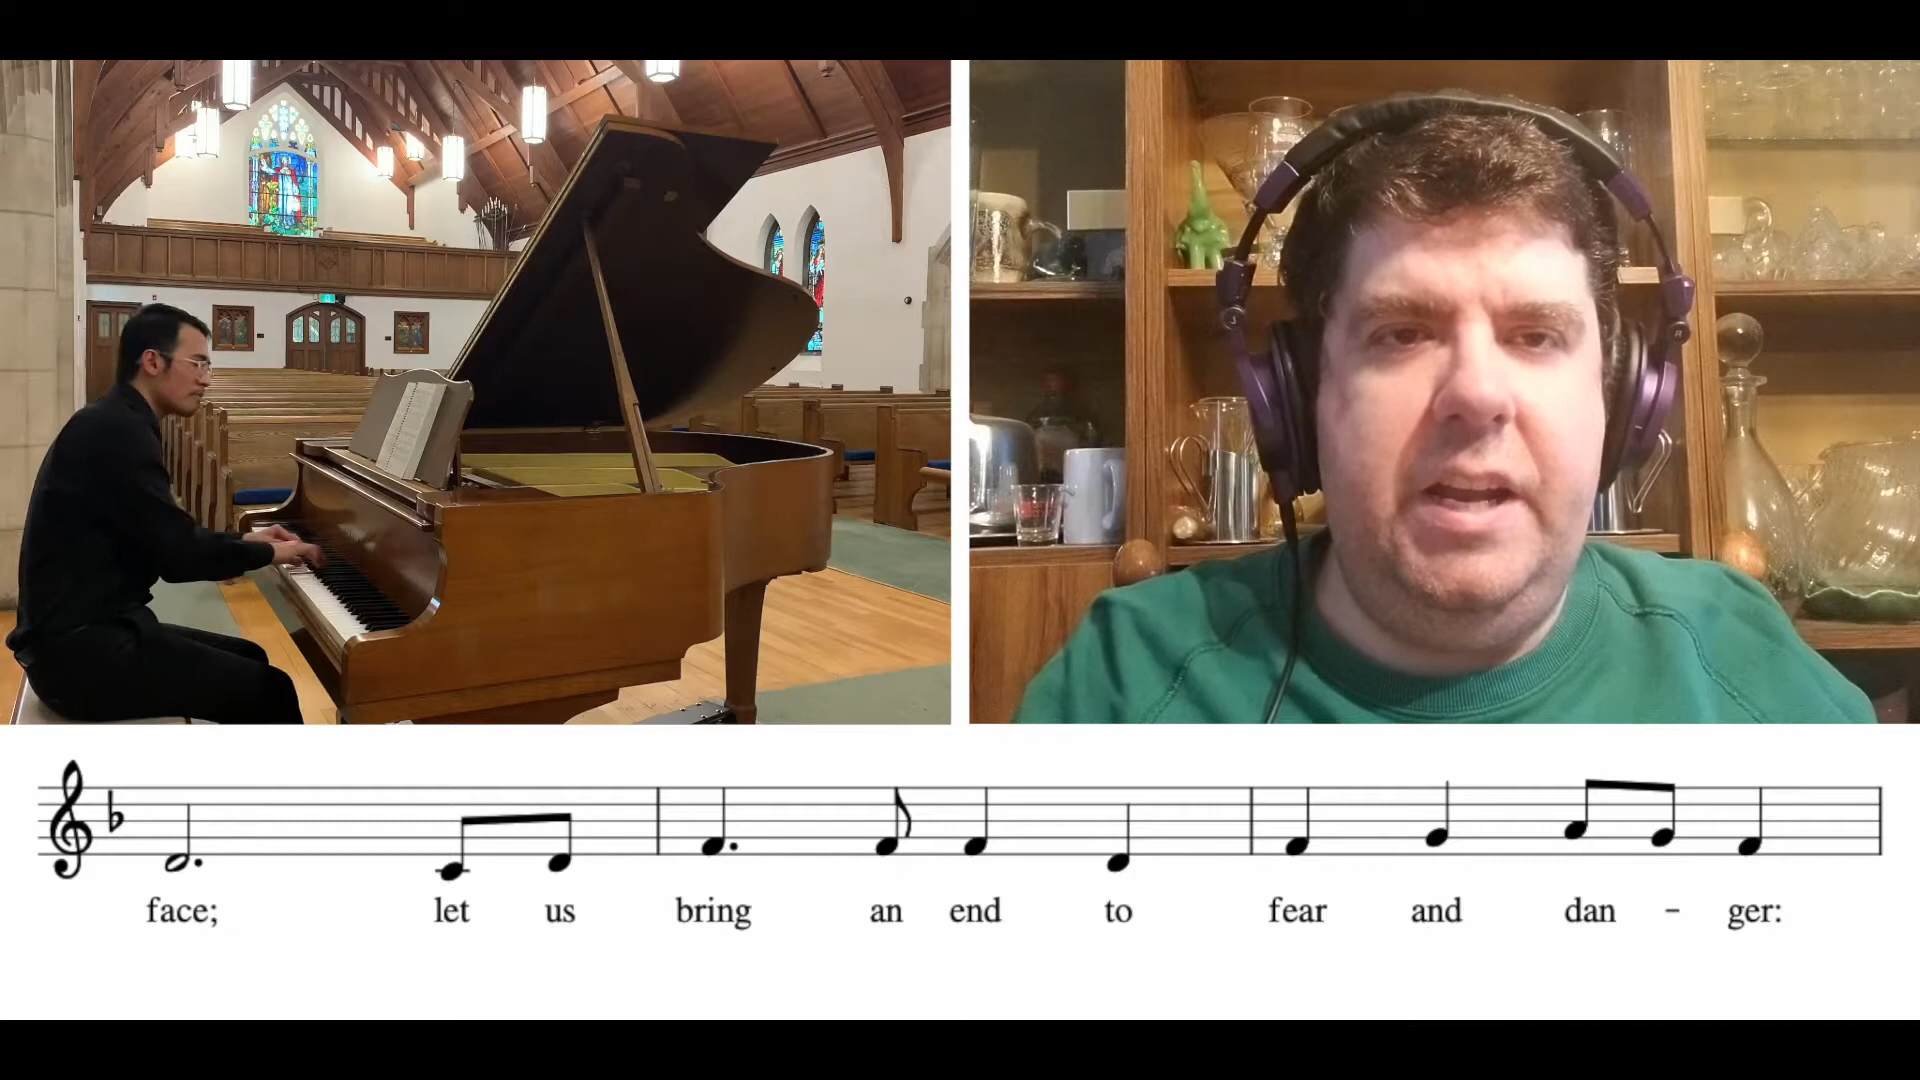 face; let us bring an end to fear and dan - ger: